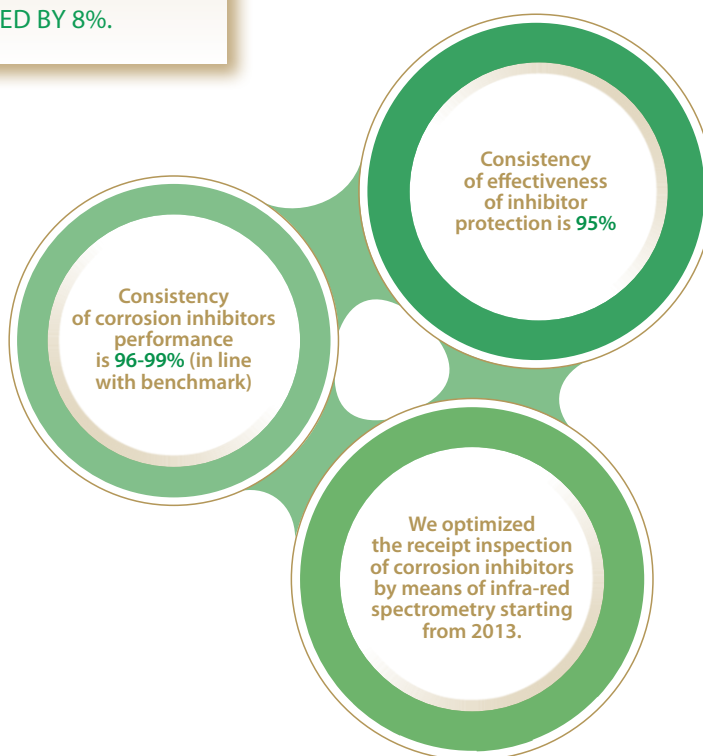 ED BY 8%.
Consistency
of effectiveness
of inhibitor
protection is 95%
Consistency
of corrosion inhibitors
performance
is 96-99% (in line
with benchmark)
We optimized
the receipt inspection
of corrosion inhibitors
by means of infra-red
spectrometry starting
from 2013.